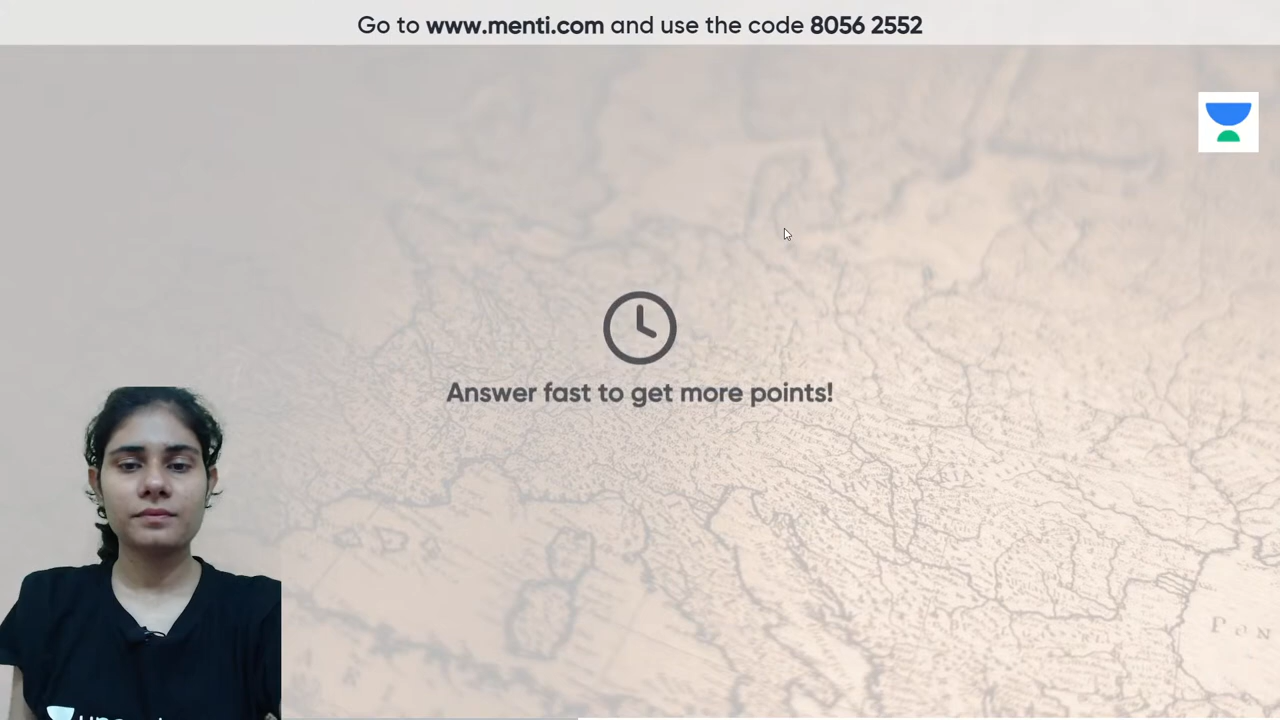 Go to www.menti.com and use the code 8056 2552
Answer fast to get more points!